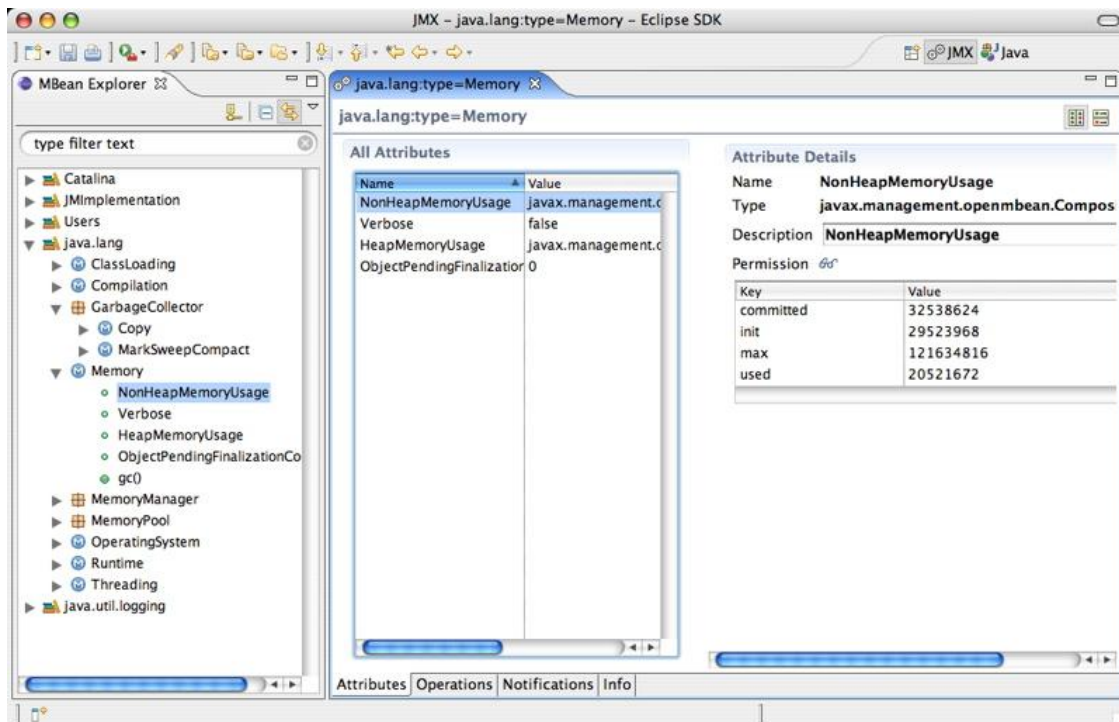 JMX – java.lang:type=Memory – Eclipse SDK
JMX Java
MBean Explorer
type filter text
Catalina
JMImplementation
Users
java.lang
ClassLoading
Compilation
GarbageCollector
Copy
MarkSweepCompact
Memory
NonHeapMemoryUsage
Verbose
HeapMemoryUsage
ObjectPendingFinalizationCo
gc()
MemoryManager
MemoryPool
OperatingSystem
Runtime
Threading
java.util.logging
java.lang:type=Memory
java.lang:type=Memory
All Attributes
Name Value
NonHeapMemoryUsage javax.management.c
Verbose false
HeapMemoryUsage javax.management.c
ObjectPendingFinalization 0
Attribute Details
Name NonHeapMemoryUsage
Type javax.management.openmbean.Compos
Description NonHeapMemoryUsage
Permission
Key Value
committed 32538624
init 29523968
max 121634816
used 20521672
Attributes Operations Notifications Info